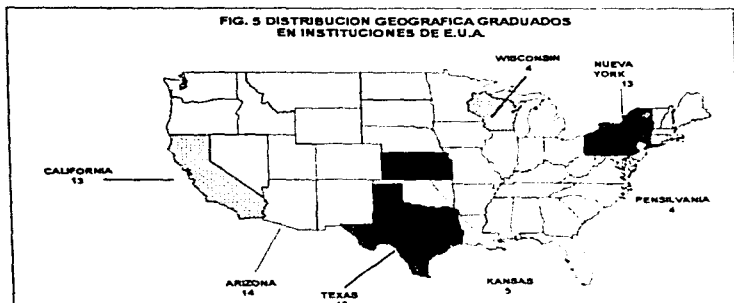 FIG. 5 DISTRIBUCION GEOGRAFICA GRADUADOS
EN INSTITUCIONES DE E.U.A.
WISCONSIN
4
NUEVA
YORK
13
CALIFORNIA
13
PENSILVANIA
4
ARIZONA
14
TEXAS
KANSAS
5